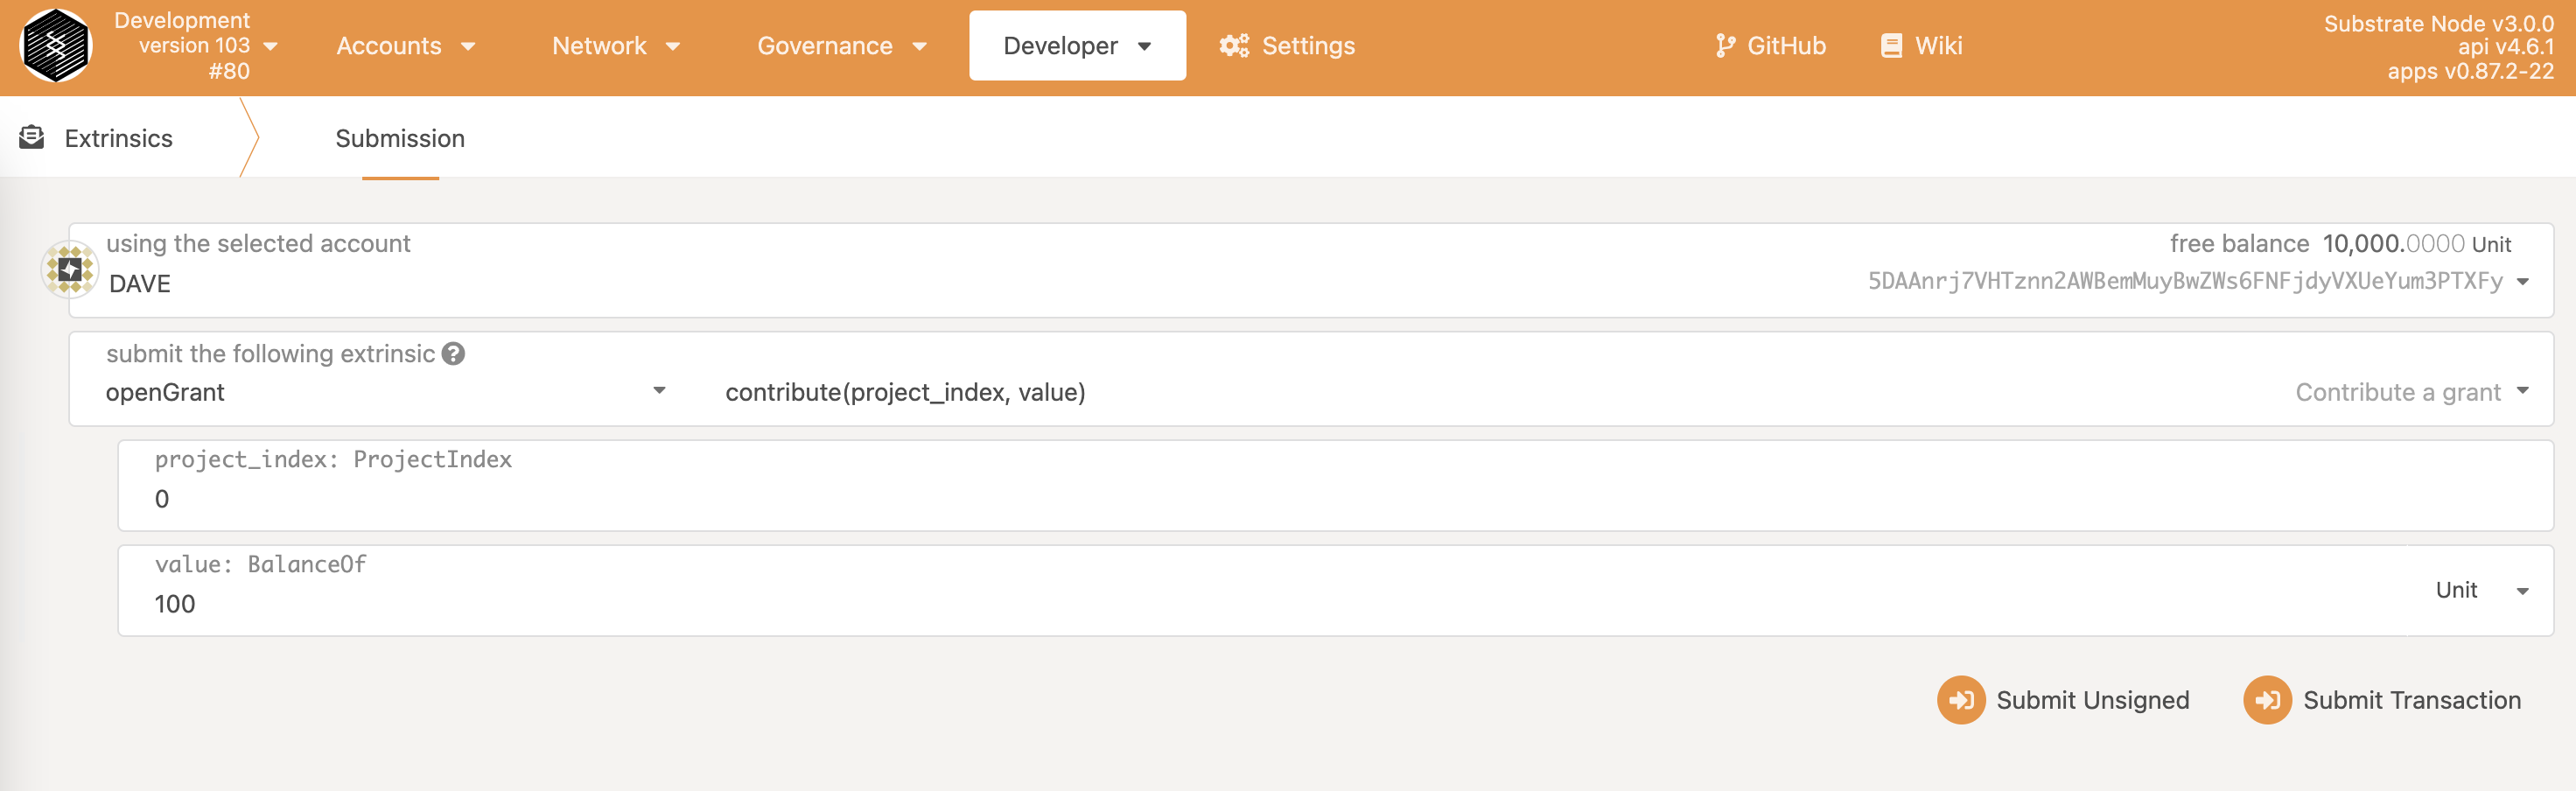 Development
version 103
#80
Accounts
Network
Governance
Developer
Settings
GitHub
Wiki
Substrate Node v3.0.0
api v4.6.1
apps v0.87.2-22
Extrinsics
Submission
using the selected account
DAVE
free balance 10,000.0000 Unit
5DAAnrj7VHTznn2AWBemMuyBwZWs6FNFjdyVXUeYum3PTXFy
submit the following extrinsic
openGrant
contribute(project_index, value)
Contribute a grant
project_index: ProjectIndex
0
value: BalanceOf
100
Unit
Submit Unsigned
Submit Transaction